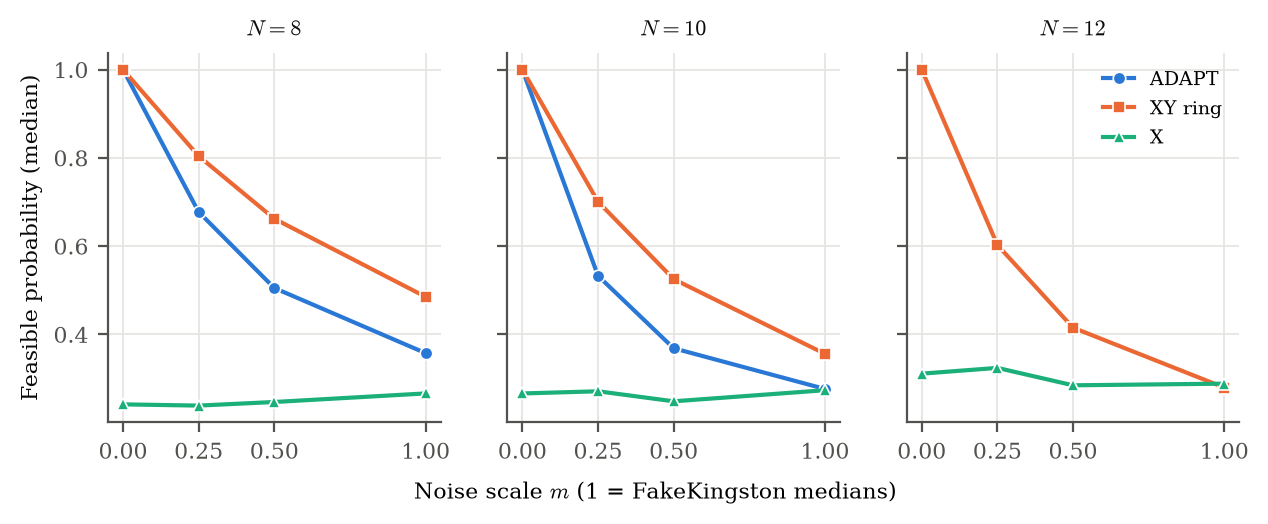 N = 8
N = 10
N = 12
Feasible probability (median)
1.0
0.8
0.6
0.4
ADAPT
XY ring
X
0.00 0.25 0.50 1.00
0.00 0.25 0.50 1.00
0.00 0.25 0.50 1.00
Noise scale m (1 = FakeKingston medians)